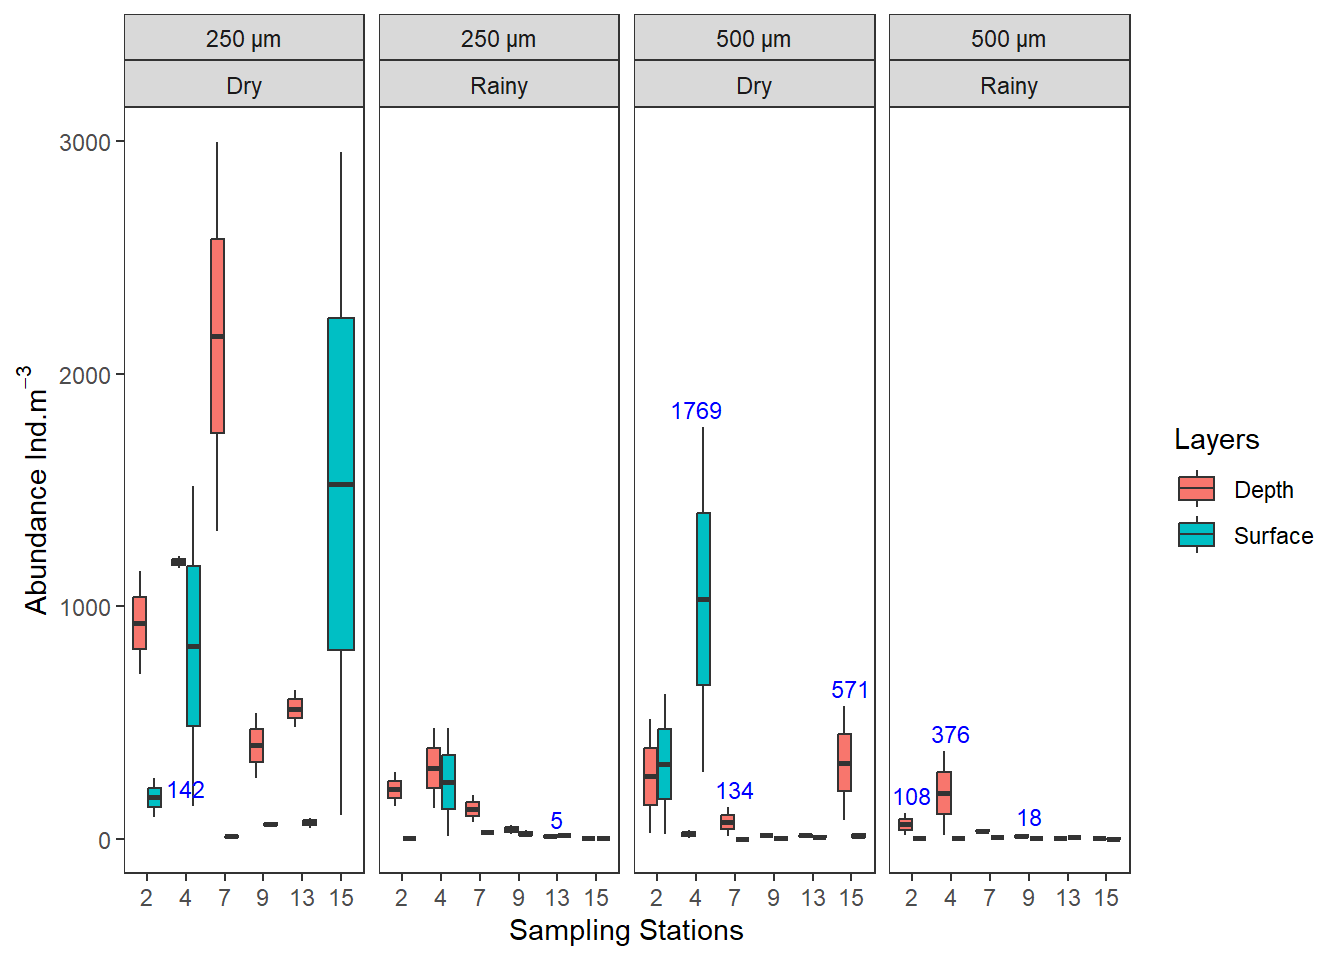 250 µm 250 µm 500 µm 500 µm
Dry Rainy Dry Rainy
3000
2000
1000
0
Abundance Ind.m⁻³
1769
571
376
142
134
108
18
5
2 4 7 9 13 15 2 4 7 9 13 15 2 4 7 9 13 15 2 4 7 9 13 15
Sampling Stations
Layers
Depth
Surface